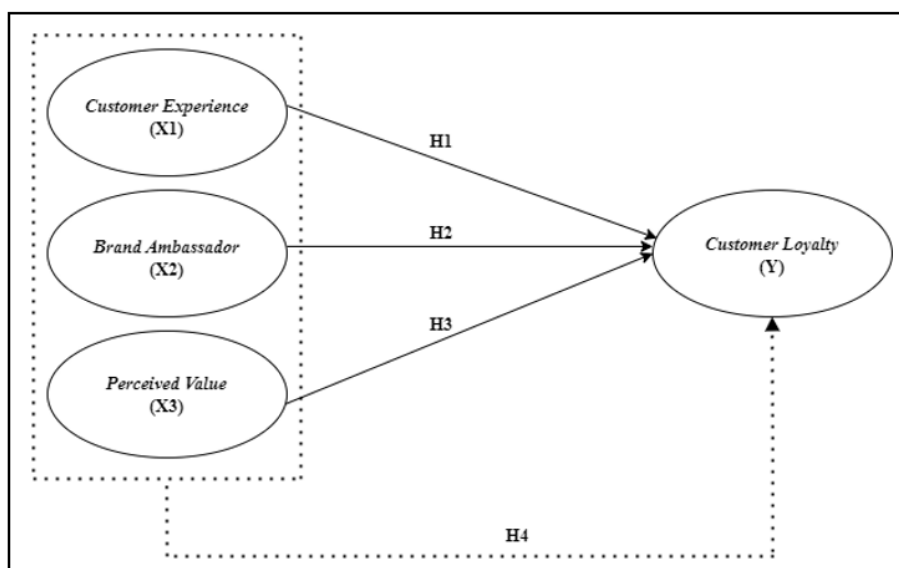 Customer Experience
(X1)
H1
Brand Ambassador
(X2)
H2
Customer Loyalty
(Y)
H3
Perceived Value
(X3)
H4